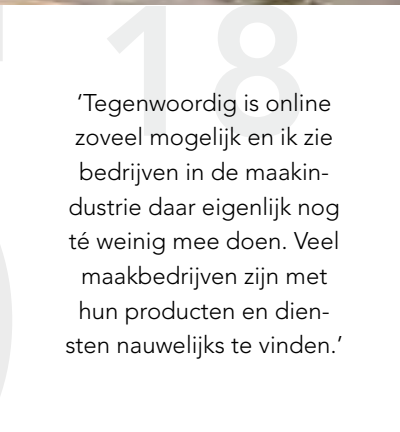 18
'Tegenwoordig is online
zoveel mogelijk en ik zie
bedrijven in de maakin-
dustrie daar eigenlijk nog
té weinig mee doen. Veel
maakbedrijven zijn met
hun producten en dien-
sten nauwelijks te vinden.'